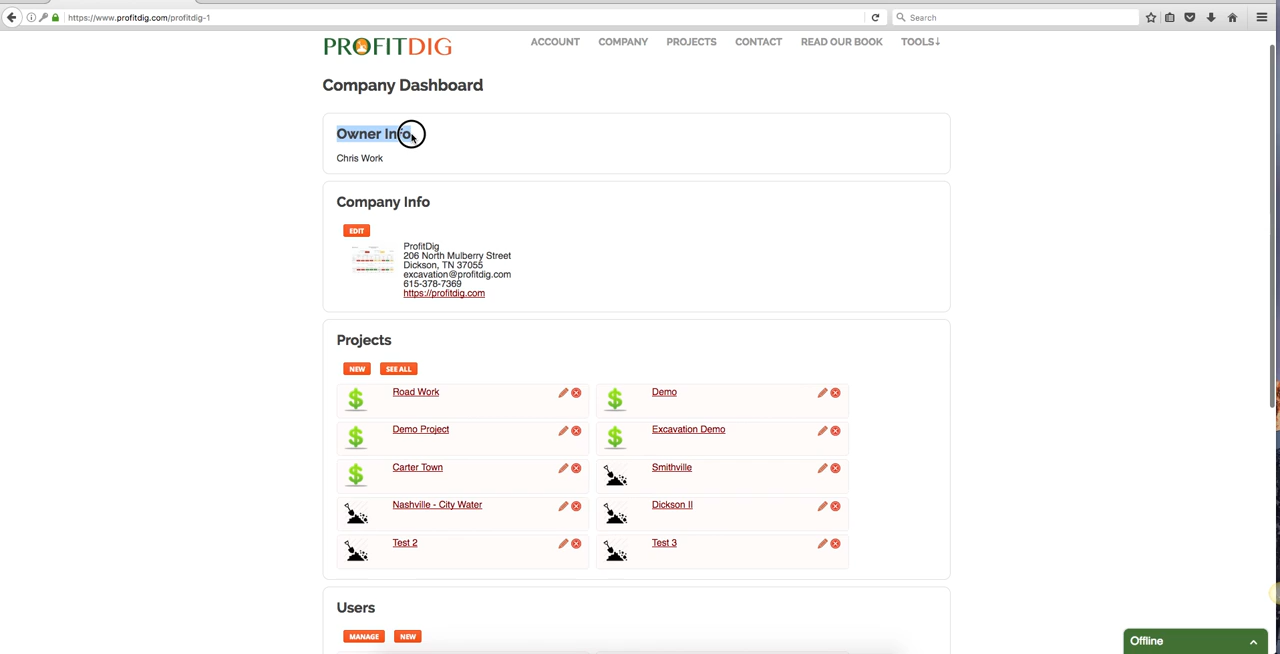 https://www.profitdig.com/profitdig-1
Search
PROFITDIG
ACCOUNT COMPANY PROJECTS CONTACT READ OUR BOOK TOOLS↓
Company Dashboard
Owner Info
Chris Work
Company Info
EDIT
ProfitDig
206 North Mulberry Street
Dickson, TN 37055
excavation@profitdig.com
615-378-7369
https://profitdig.com
Projects
NEW SEE ALL
Road Work Demo
Demo Project Excavation Demo
Carter Town Smithville
Nashville - City Water Dickson II
Test 2 Test 3
Users
MANAGE NEW
Offline